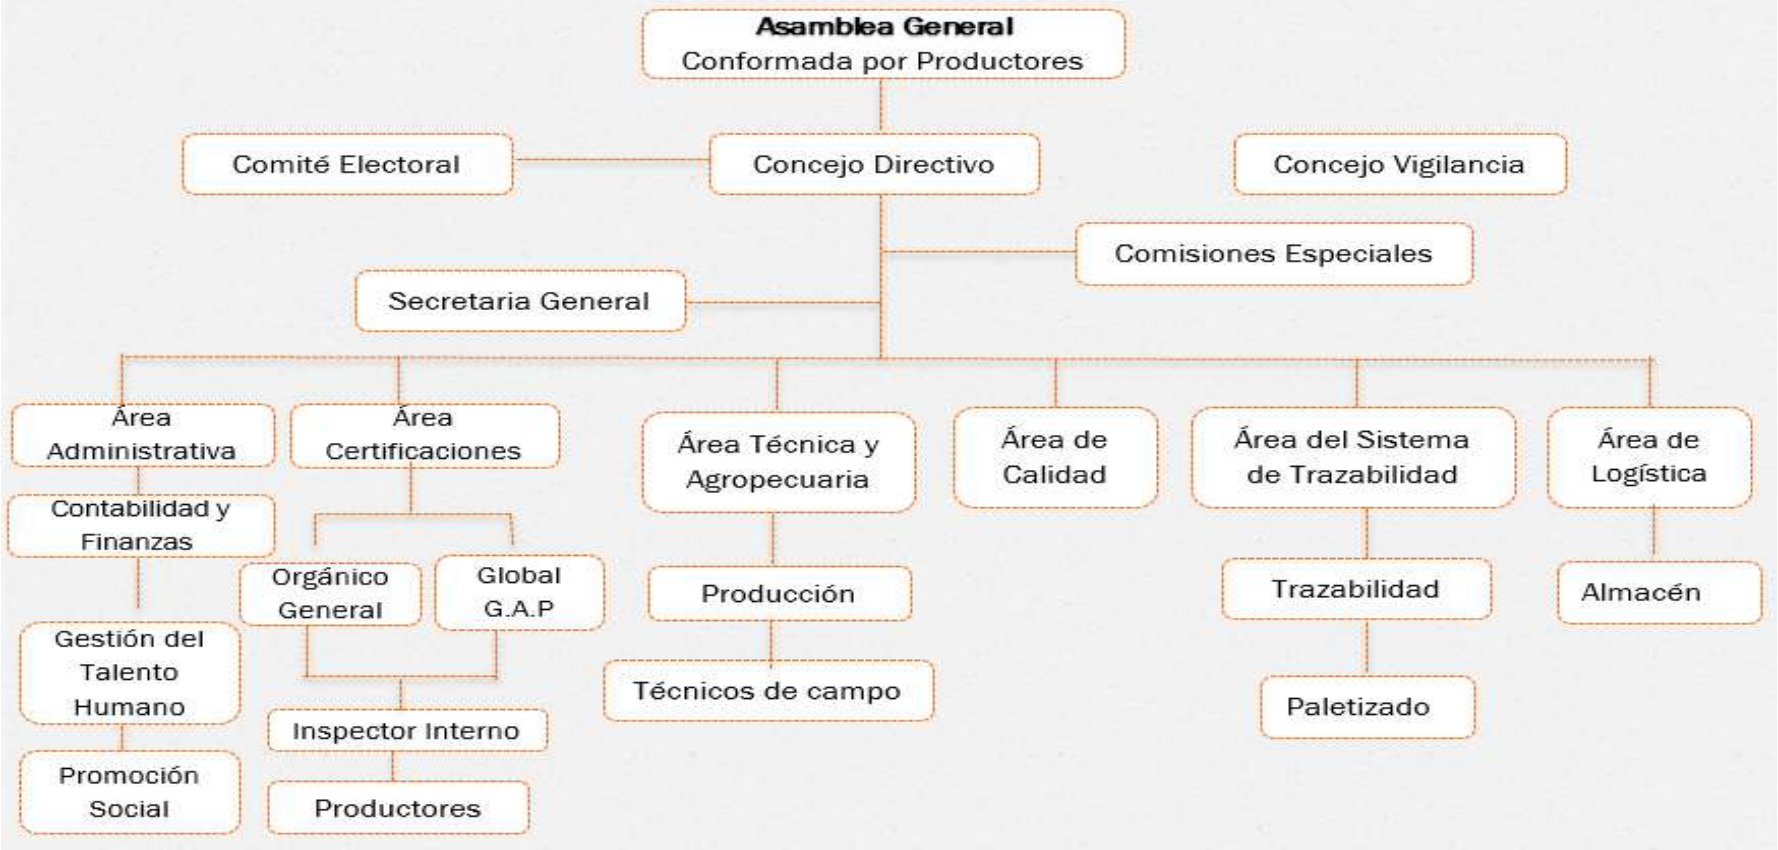 Asamblea General
Conformada por Productores
Comité Electoral
Concejo Directivo
Concejo Vigilancia
Comisiones Especiales
Secretaria General
Área
Administrativa
Área
Certificaciones
Área Técnica y
Agropecuaria
Área de
Calidad
Área del Sistema
de Trazabilidad
Área de
Logística
Contabilidad y
Finanzas
Orgánico
General
Global
G.A.P
Producción
Trazabilidad
Almacén
Gestión del
Talento
Humano
Inspector Interno
Técnicos de campo
Paletizado
Promoción
Social
Productores